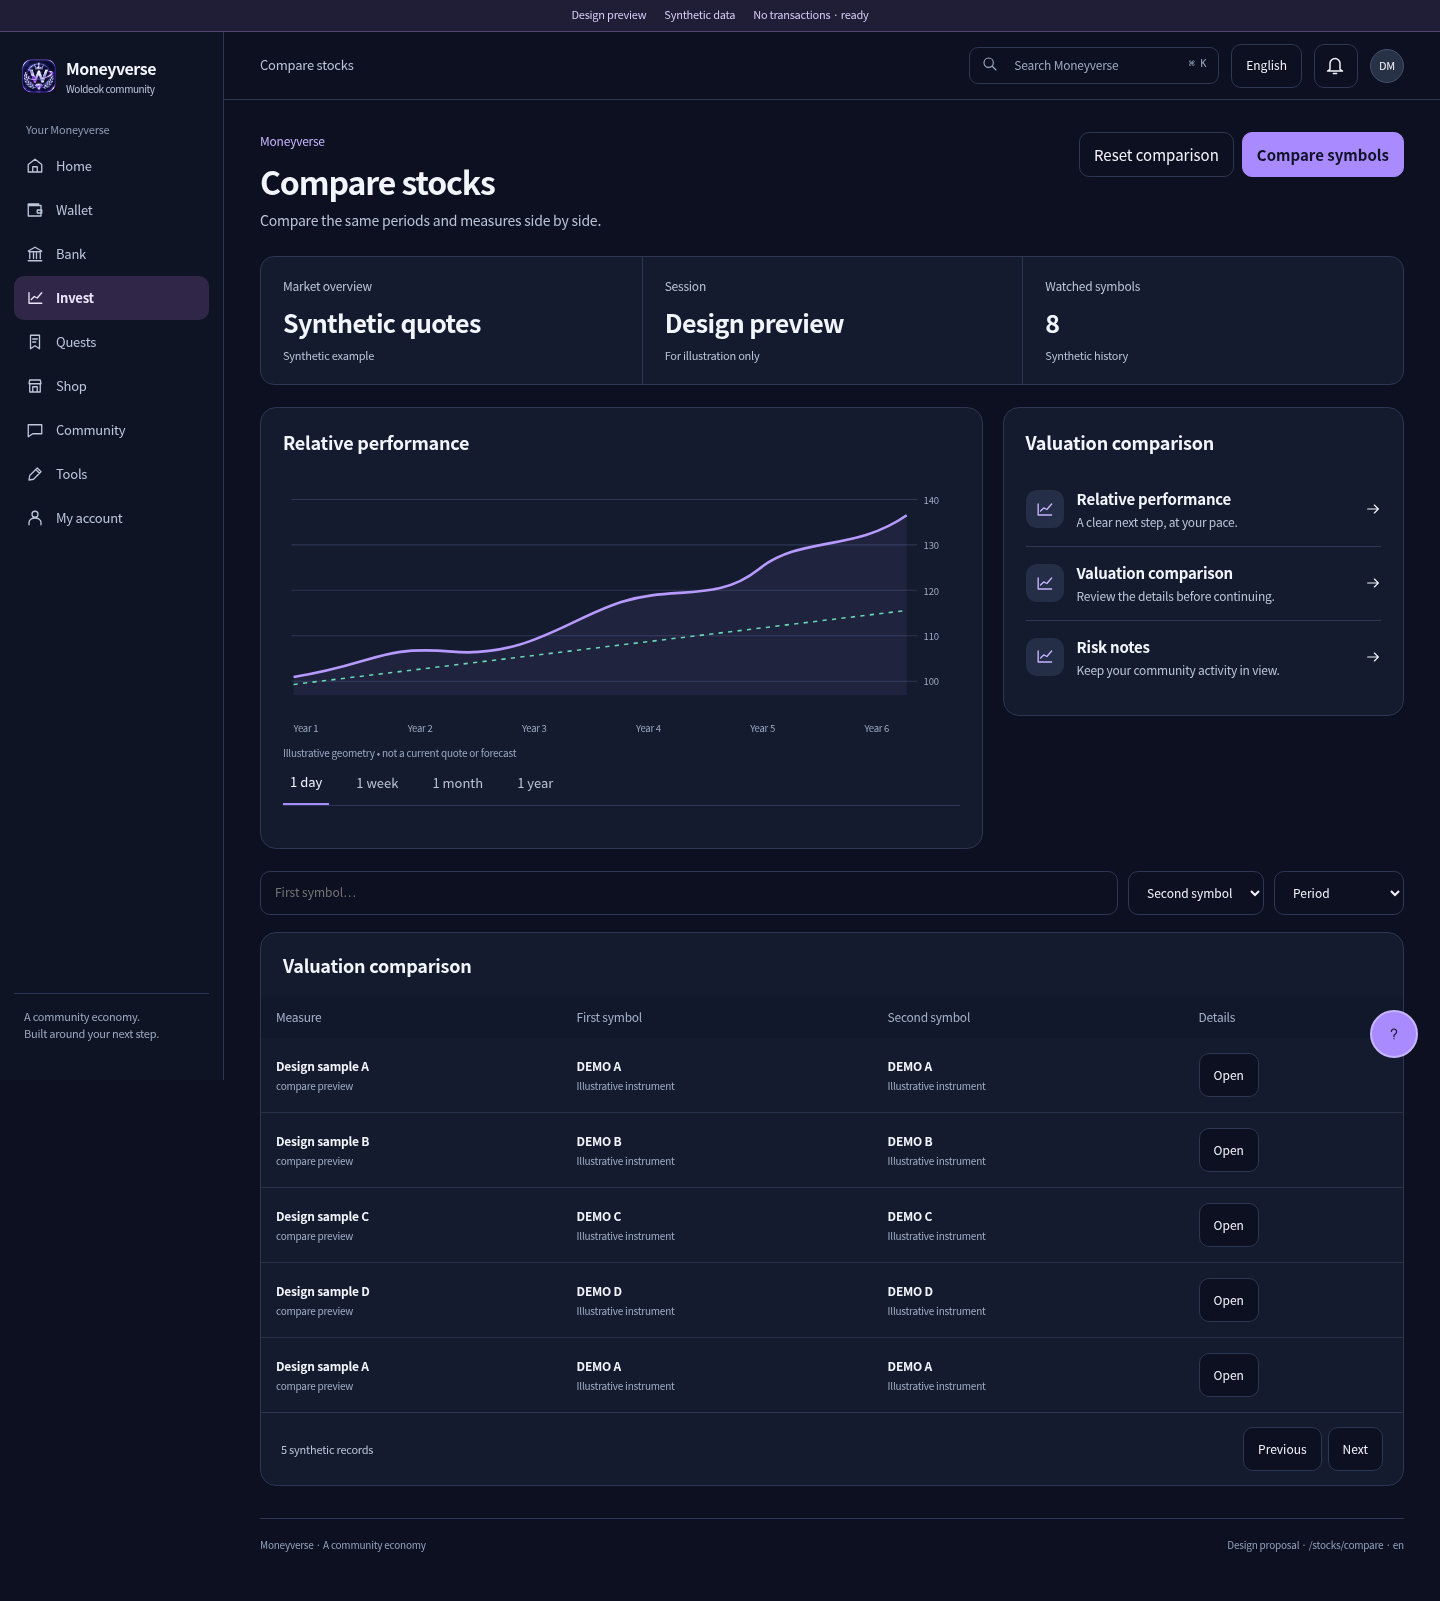 Design preview Synthetic data No transactions · ready
Moneyverse
Woldeok community
Your Moneyverse
Home
Wallet
Bank
Invest
Quests
Shop
Community
Tools
My account
A community economy.
Built around your next step.
Compare stocks
Search Moneyverse ⌘ K
English
DM
Moneyverse
Compare stocks
Compare the same periods and measures side by side.
Reset comparison
Compare symbols
Market overview
Synthetic quotes
Synthetic example
Session
Design preview
For illustration only
Watched symbols
8
Synthetic history
Relative performance
140
130
120
110
100
Year 1 Year 2 Year 3 Year 4 Year 5 Year 6
Illustrative geometry • not a current quote or forecast
1 day 1 week 1 month 1 year
Valuation comparison
Relative performance
A clear next step, at your pace.
Valuation comparison
Review the details before continuing.
Risk notes
Keep your community activity in view.
First symbol…
Second symbol
Period
Valuation comparison
Measure First symbol Second symbol Details
Design sample A DEMO A DEMO A Open
compare preview Illustrative instrument Illustrative instrument
Design sample B DEMO B DEMO B Open
compare preview Illustrative instrument Illustrative instrument
Design sample C DEMO C DEMO C Open
compare preview Illustrative instrument Illustrative instrument
Design sample D DEMO D DEMO D Open
compare preview Illustrative instrument Illustrative instrument
Design sample A DEMO A DEMO A Open
compare preview Illustrative instrument Illustrative instrument
?
5 synthetic records
Previous
Next
Moneyverse · A community economy
Design proposal · /stocks/compare · en